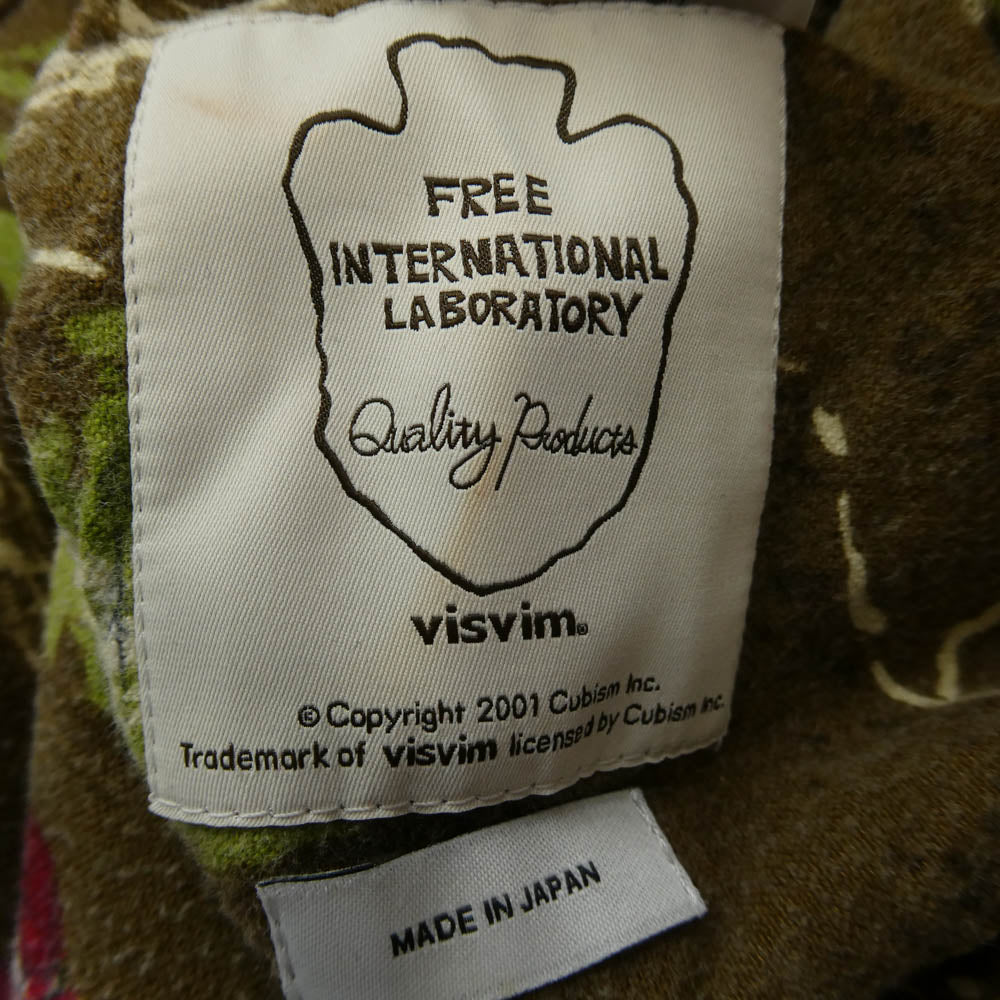 FREE
INTERNATIONAL
LABORATORY
Quality Products
visvim®
© Copyright 2001 Cubism Inc.
Trademark of visvim licensed by Cubism Inc.
MADE IN JAPAN